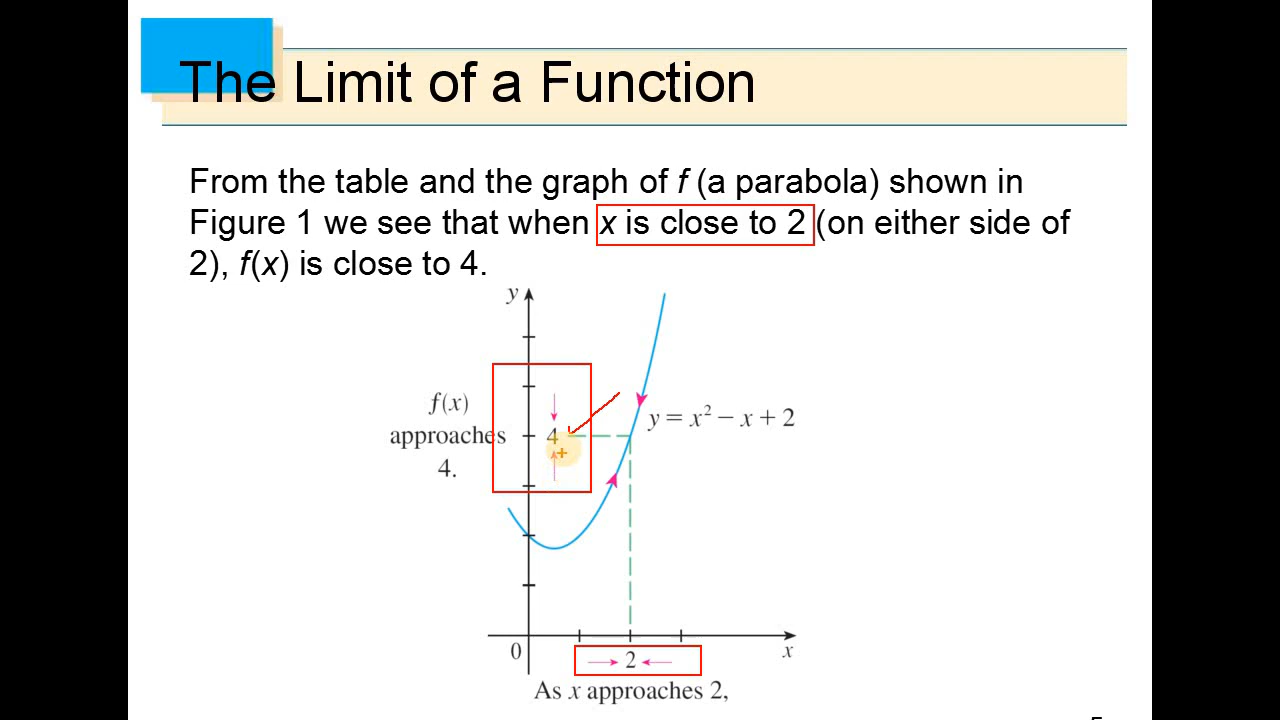 The Limit of a Function
From the table and the graph of f (a parabola) shown in
Figure 1 we see that when x is close to 2 (on either side of
2), f(x) is close to 4.
y
f(x)
approaches
4.
4
y = x² − x + 2
0
2
x
As x approaches 2,